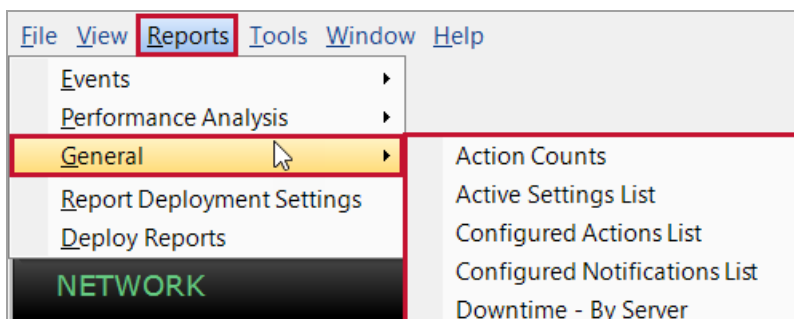 File View Reports Tools Window Help
Events
Performance Analysis
General
Report Deployment Settings
Deploy Reports
NETWORK
Action Counts
Active Settings List
Configured Actions List
Configured Notifications List
Downtime - By Server